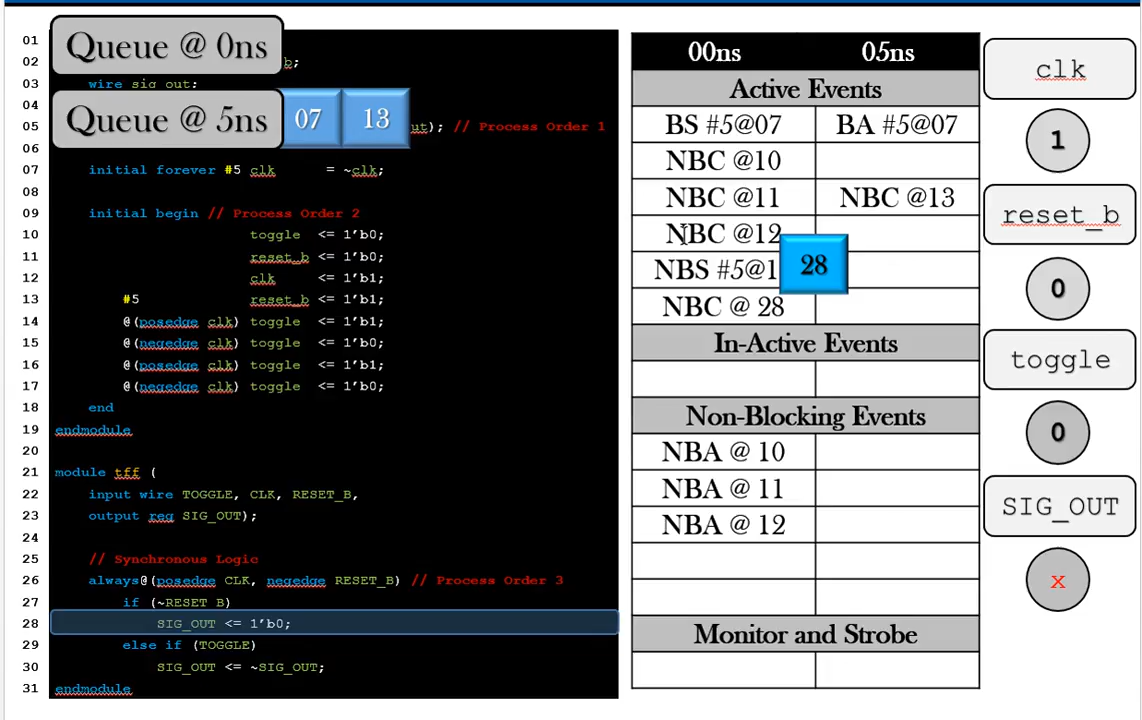 Queue @ 0ns
Queue @ 5ns 07 13
01
02 b;
03 wire sig_out;
04
05 ut); // Process Order 1
06
07 initial forever #5 clk = ~clk;
08
09 initial begin // Process Order 2
10 toggle <= 1'b0;
11 reset_b <= 1'b0;
12 clk <= 1'b1;
13 #5 reset_b <= 1'b1;
14 @(posedge clk) toggle <= 1'b1;
15 @(negedge clk) toggle <= 1'b0;
16 @(posedge clk) toggle <= 1'b1;
17 @(negedge clk) toggle <= 1'b0;
18 end
19 endmodule
20
21 module tff (
22 input wire TOGGLE, CLK, RESET_B,
23 output reg SIG_OUT);
24
25 // Synchronous Logic
26 always@(posedge CLK, negedge RESET_B) // Process Order 3
27 if (~RESET_B)
28 SIG_OUT <= 1'b0;
29 else if (TOGGLE)
30 SIG_OUT <= ~SIG_OUT;
31 endmodule
00ns 05ns
Active Events
BS #5@07 BA #5@07
NBC @10
NBC @11 NBC @13
NBC @12
NBS #5@1 28
NBC @ 28
In-Active Events
Non-Blocking Events
NBA @ 10
NBA @ 11
NBA @ 12
Monitor and Strobe
clk
1
reset_b
0
toggle
0
SIG_OUT
x